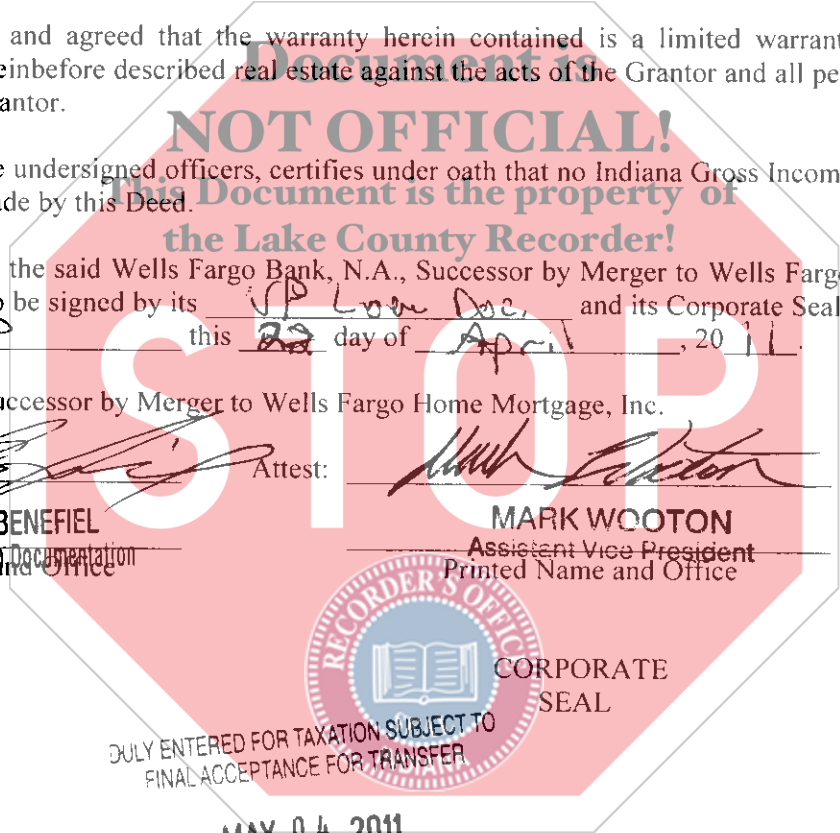 and agreed that the warranty herein contained is a limited warrant
Document is
einbefore described real estate against the acts of the Grantor and all pe
antor.
NOT OFFICIAL!
e undersigned officers, certifies under oath that no Indiana Gross Incom
This Document is the property of
de by this Deed.
the Lake County Recorder!
the said Wells Fargo Bank, N.A., Successor by Merger to Wells Fargo
be signed by its VP Loan Doc. and its Corporate Seal
this 22 day of April, 20 11.
STOP
uccessor by Merger to Wells Fargo Home Mortgage, Inc.
Attest: Mark Wooton
BENEFIEL MARK WOOTON
Documentation Assistant Vice President
and Office Printed Name and Office
RECORDER'S OFFICE
CORPORATE
SEAL
DULY ENTERED FOR TAXATION SUBJECT TO
FINAL ACCEPTANCE FOR TRANSFER
INDIANA
MAY 04 2011